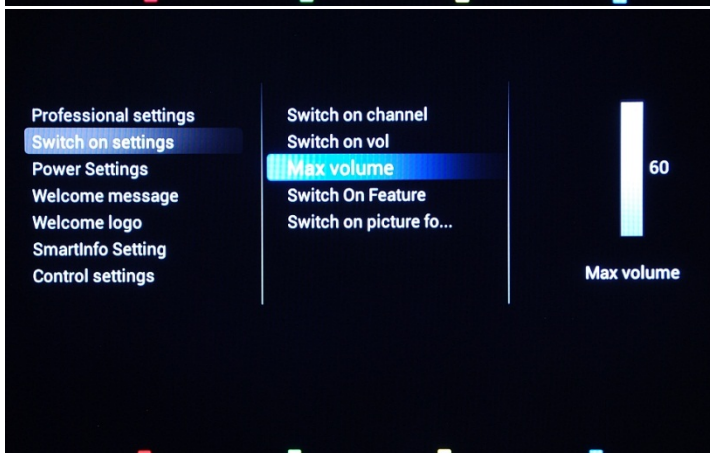 Professional settings
Switch on settings
Power Settings
Welcome message
Welcome logo
SmartInfo Setting
Control settings
Switch on channel
Switch on vol
Max volume
Switch On Feature
Switch on picture fo...
60
Max volume